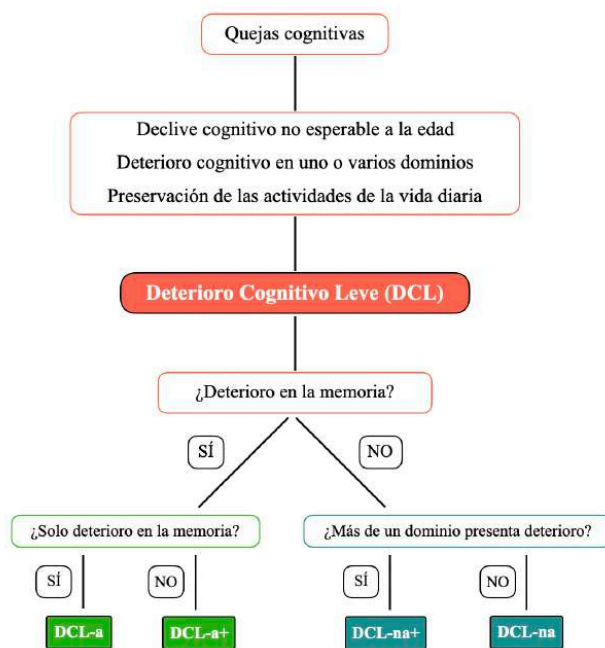 Quejas cognitivas
Declive cognitivo no esperable a la edad
Deterioro cognitivo en uno o varios dominios
Preservación de las actividades de la vida diaria
Deterioro Cognitivo Leve (DCL)
¿Deterioro en la memoria?
SÍ
NO
¿Solo deterioro en la memoria?
¿Más de un dominio presenta deterioro?
SÍ
NO
SÍ
NO
DCL-a
DCL-a+
DCL-na+
DCL-na